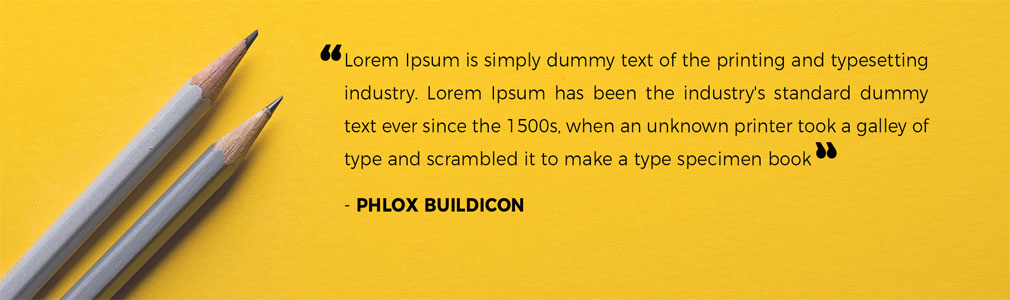 ❝Lorem Ipsum is simply dummy text of the printing and typesetting
industry. Lorem Ipsum has been the industry's standard dummy
text ever since the 1500s, when an unknown printer took a galley of
type and scrambled it to make a type specimen book❞
- PHLOX BUILDICON